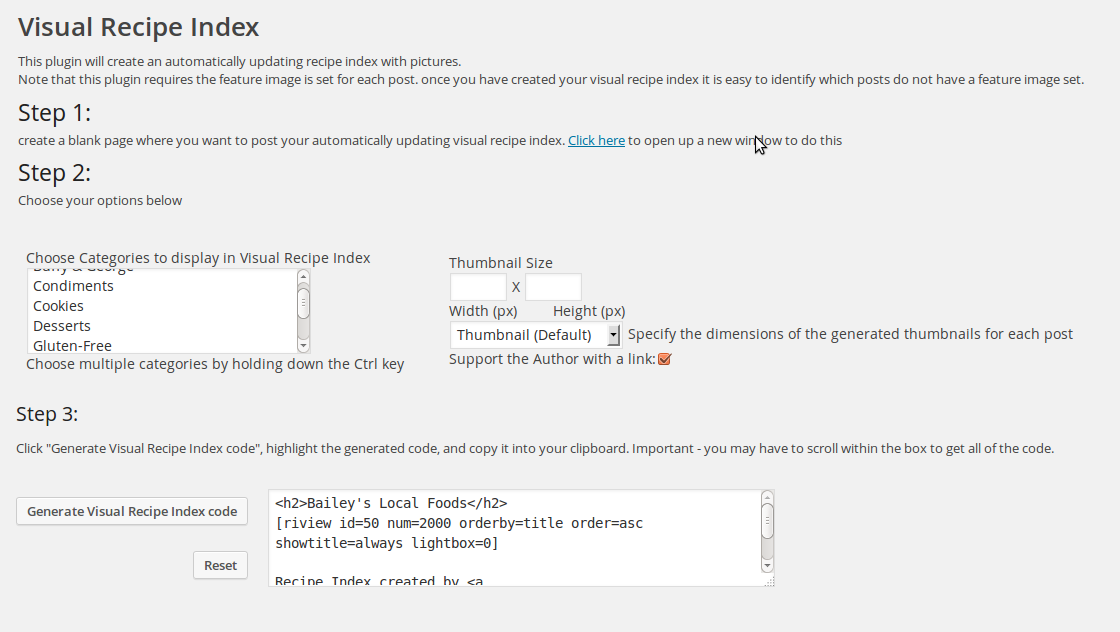 Visual Recipe Index
This plugin will create an automatically updating recipe index with pictures.
Note that this plugin requires the feature image is set for each post. once you have created your visual recipe index it is easy to identify which posts do not have a feature image set.
Step 1:
create a blank page where you want to post your automatically updating visual recipe index. Click here to open up a new window to do this
Step 2:
Choose your options below
Choose Categories to display in Visual Recipe Index
Condiments
Cookies
Desserts
Gluten-Free
Choose multiple categories by holding down the Ctrl key
Thumbnail Size
X
Width (px) Height (px)
Thumbnail (Default) Specify the dimensions of the generated thumbnails for each post
Support the Author with a link:
Step 3:
Click "Generate Visual Recipe Index code", highlight the generated code, and copy it into your clipboard. Important - you may have to scroll within the box to get all of the code.
Generate Visual Recipe Index code
Reset
<h2>Bailey's Local Foods</h2>
[riview id=50 num=2000 orderby=title order=asc
showtitle=always lightbox=0]
Recipe Index created by <a